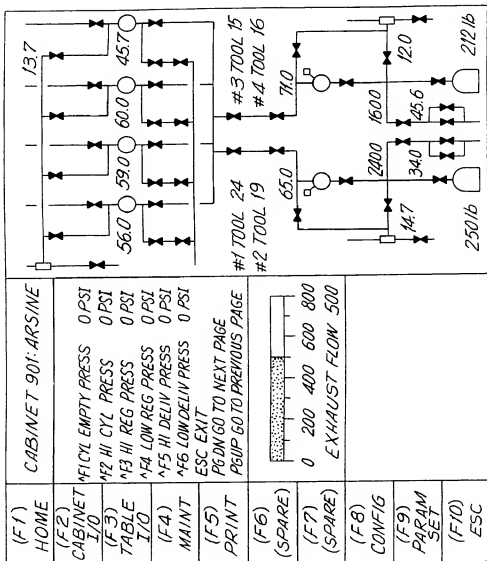 (F1)
HOME
(F2)
CABINET
I/O
(F3)
TABLE
I/O
(F4)
MAINT
(F5)
PRINT
(F6)
(SPARE)
(F7)
(SPARE)
(F8)
CONFIG
(F9)
PARAM
SET
(F10)
ESC
CABINET 901: ARSINE
^F1 CYL EMPTY PRESS 0 PSI
^F2 HI CYL PRESS 0 PSI
^F3 HI REG PRESS 0 PSI
^F4 LOW REG PRESS 0 PSI
^F5 HI DELIV PRESS 0 PSI
^F6 LOW DELIV PRESS 0 PSI
ESC EXIT
PG DN GO TO NEXT PAGE
PGUP GO TO PREVIOUS PAGE
0 200 400 600 800
EXHAUST FLOW 500
13.7
56.0 59.0 60.0 45.7
#1 TOOL 24 #3 TOOL 15
#2 TOOL 19 #4 TOOL 16
65.0 71.0
14.7 2400 1600 12.0
34.0 45.6
250 lb 212 lb